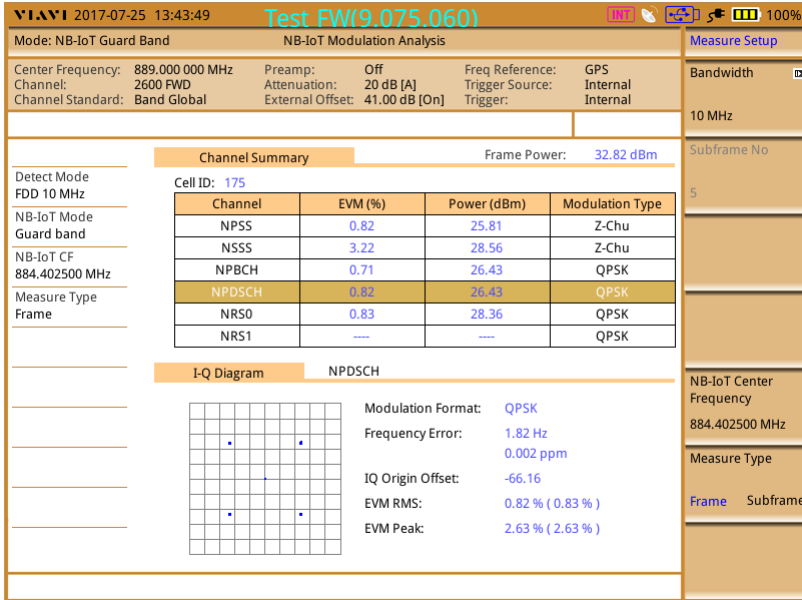 VIAVI 2017-07-25 13:43:49 Test FW(9.075.060) INT 100%
Mode: NB-IoT Guard Band NB-IoT Modulation Analysis Measure Setup
Center Frequency: 889.000 000 MHz Preamp: Off Freq Reference: GPS
Channel: 2600 FWD Attenuation: 20 dB [A] Trigger Source: Internal
Channel Standard: Band Global External Offset: 41.00 dB [On] Trigger: Internal
Bandwidth
10 MHz
Subframe No
5
Channel Summary Frame Power: 32.82 dBm
Detect Mode
FDD 10 MHz
NB-IoT Mode
Guard band
NB-IoT CF
884.402500 MHz
Measure Type
Frame
Cell ID: 175
Channel EVM (%) Power (dBm) Modulation Type
NPSS 0.82 25.81 Z-Chu
NSSS 3.22 28.56 Z-Chu
NPBCH 0.71 26.43 QPSK
NPDSCH 0.82 26.43 QPSK
NRS0 0.83 28.36 QPSK
NRS1 ---- ---- QPSK
I-Q Diagram NPDSCH
Modulation Format: QPSK
Frequency Error: 1.82 Hz
0.002 ppm
IQ Origin Offset: -66.16
EVM RMS: 0.82 % ( 0.83 % )
EVM Peak: 2.63 % ( 2.63 % )
NB-IoT Center
Frequency
884.402500 MHz
Measure Type
Frame Subframe